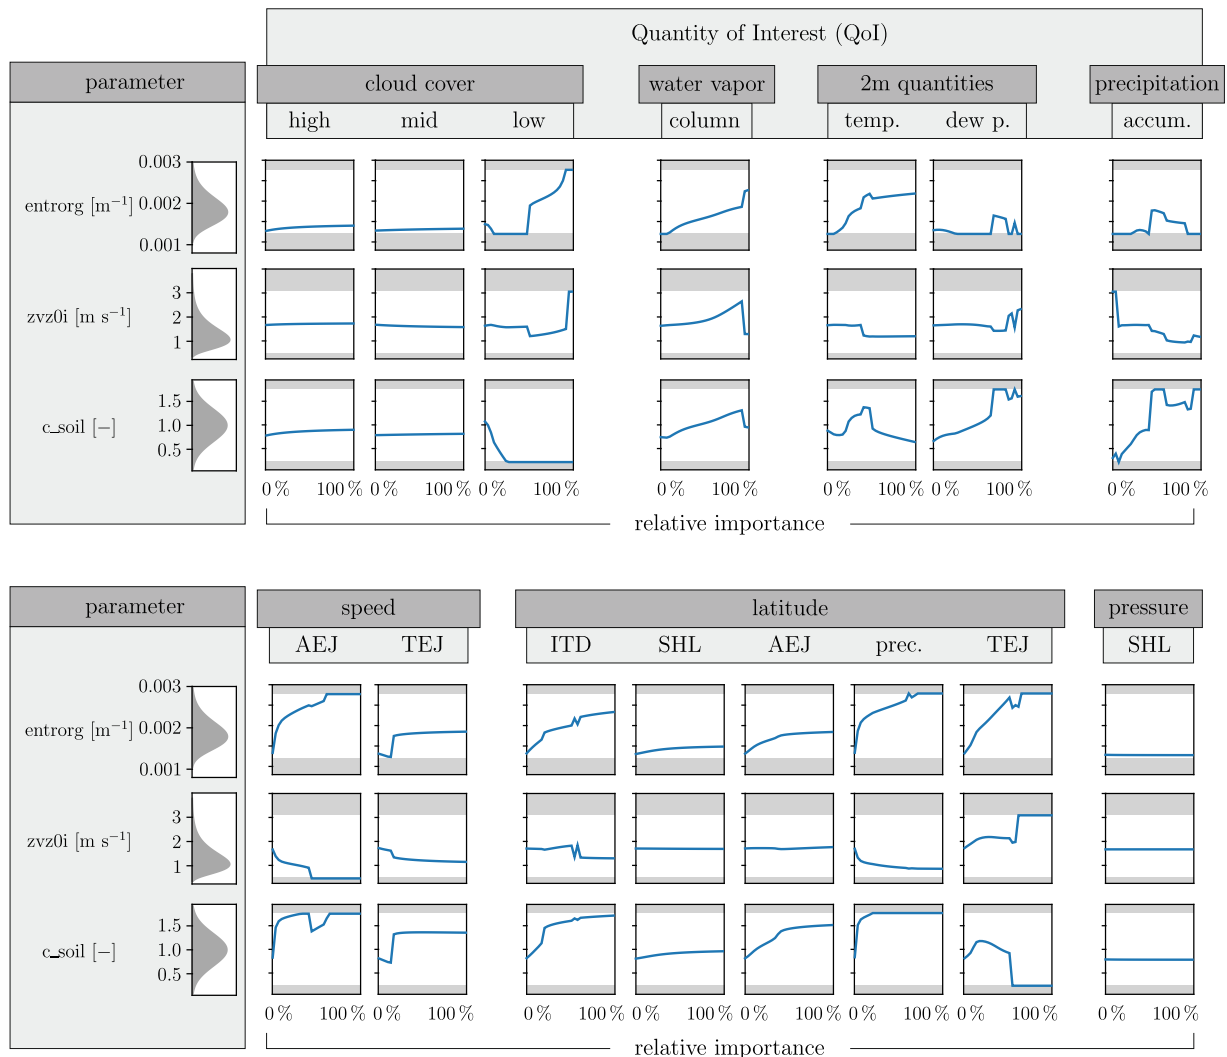 Quantity of Interest (QoI)
parameter
cloud cover
water vapor
2m quantities
precipitation
high
mid
low
column
temp.
dew p.
accum.
entrorg [m⁻¹]
0.003
0.002
0.001
zvz0i [m s⁻¹]
3
2
1
c_soil [−]
1.5
1.0
0.5
0 % 100 % 0 % 100 % 0 % 100 % 0 % 100 % 0 % 100 % 0 % 100 % 0 % 100 %
relative importance
parameter
speed
latitude
pressure
AEJ
TEJ
ITD
SHL
AEJ
prec.
TEJ
SHL
entrorg [m⁻¹]
0.003
0.002
0.001
zvz0i [m s⁻¹]
3
2
1
c_soil [−]
1.5
1.0
0.5
0 % 100 % 0 % 100 % 0 % 100 % 0 % 100 % 0 % 100 % 0 % 100 % 0 % 100 % 0 % 100 %
relative importance